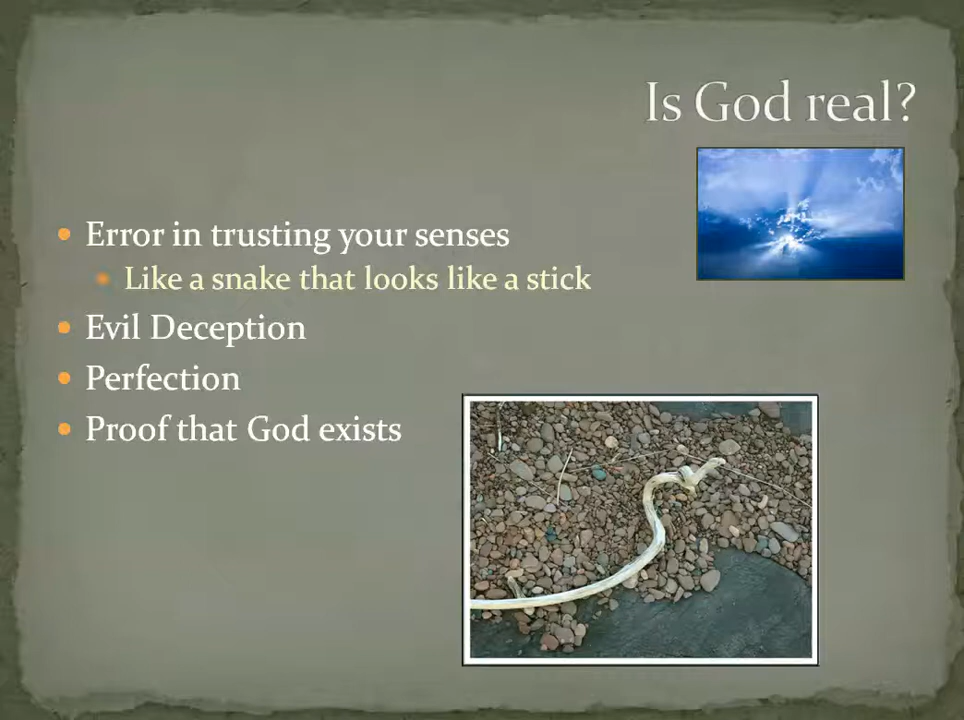 Is God real?
Error in trusting your senses
Like a snake that looks like a stick
Evil Deception
Perfection
Proof that God exists